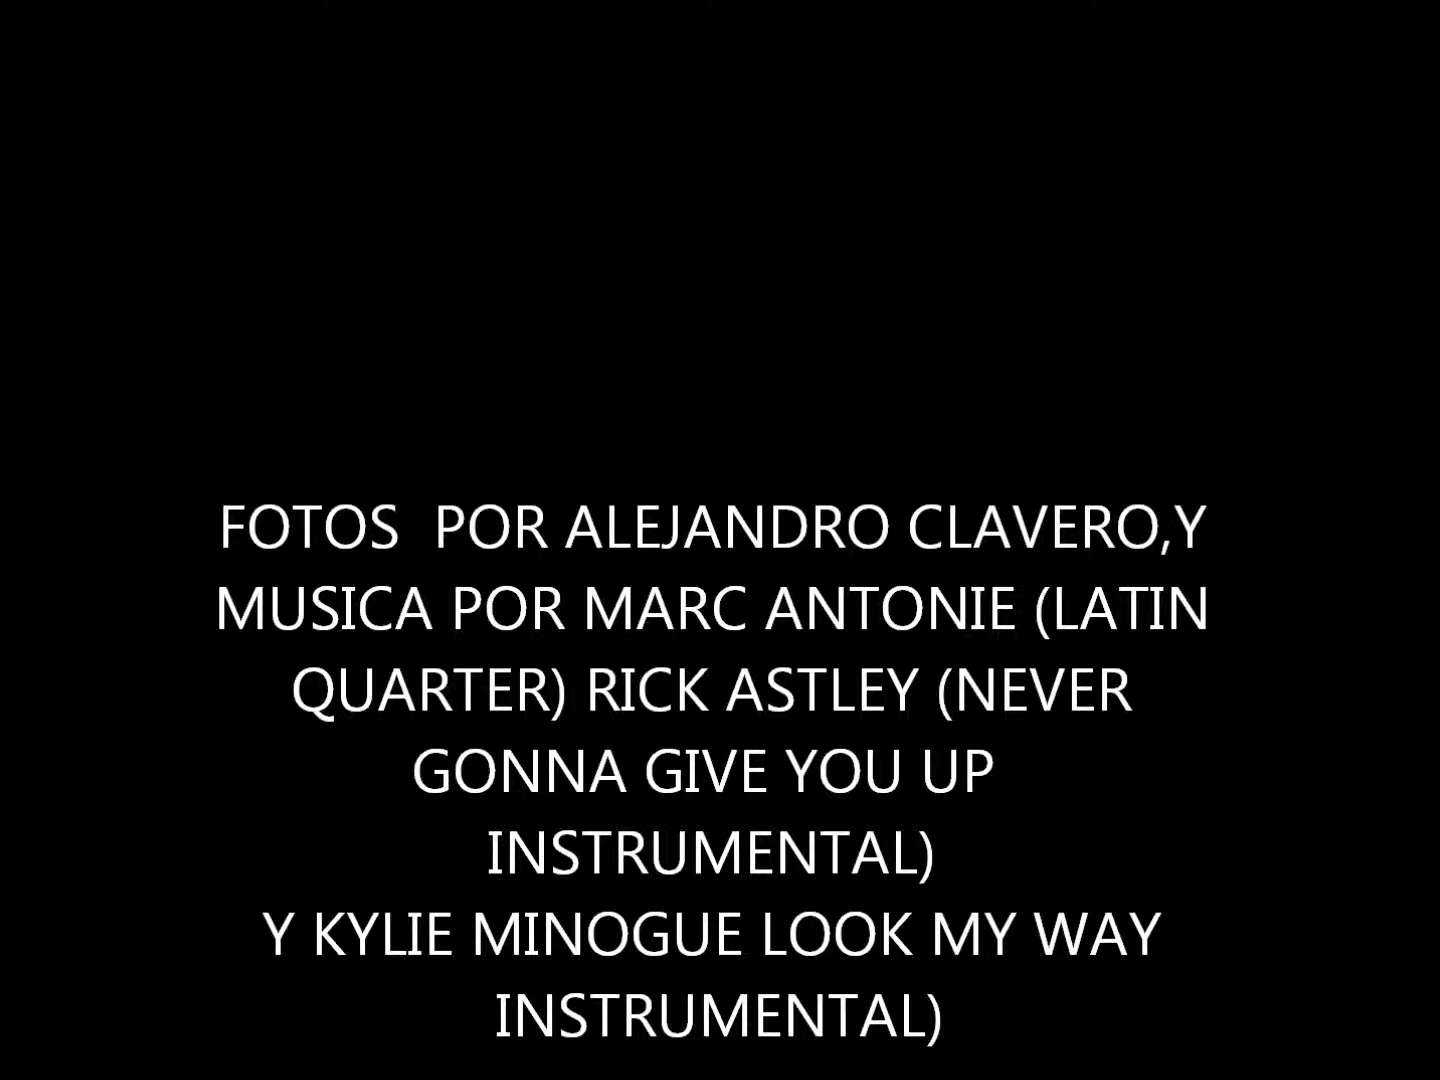 FOTOS  POR ALEJANDRO CLAVERO,Y
MUSICA POR MARC ANTONIE (LATIN
QUARTER) RICK ASTLEY (NEVER
GONNA GIVE YOU UP
INSTRUMENTAL)
Y KYLIE MINOGUE LOOK MY WAY
INSTRUMENTAL)